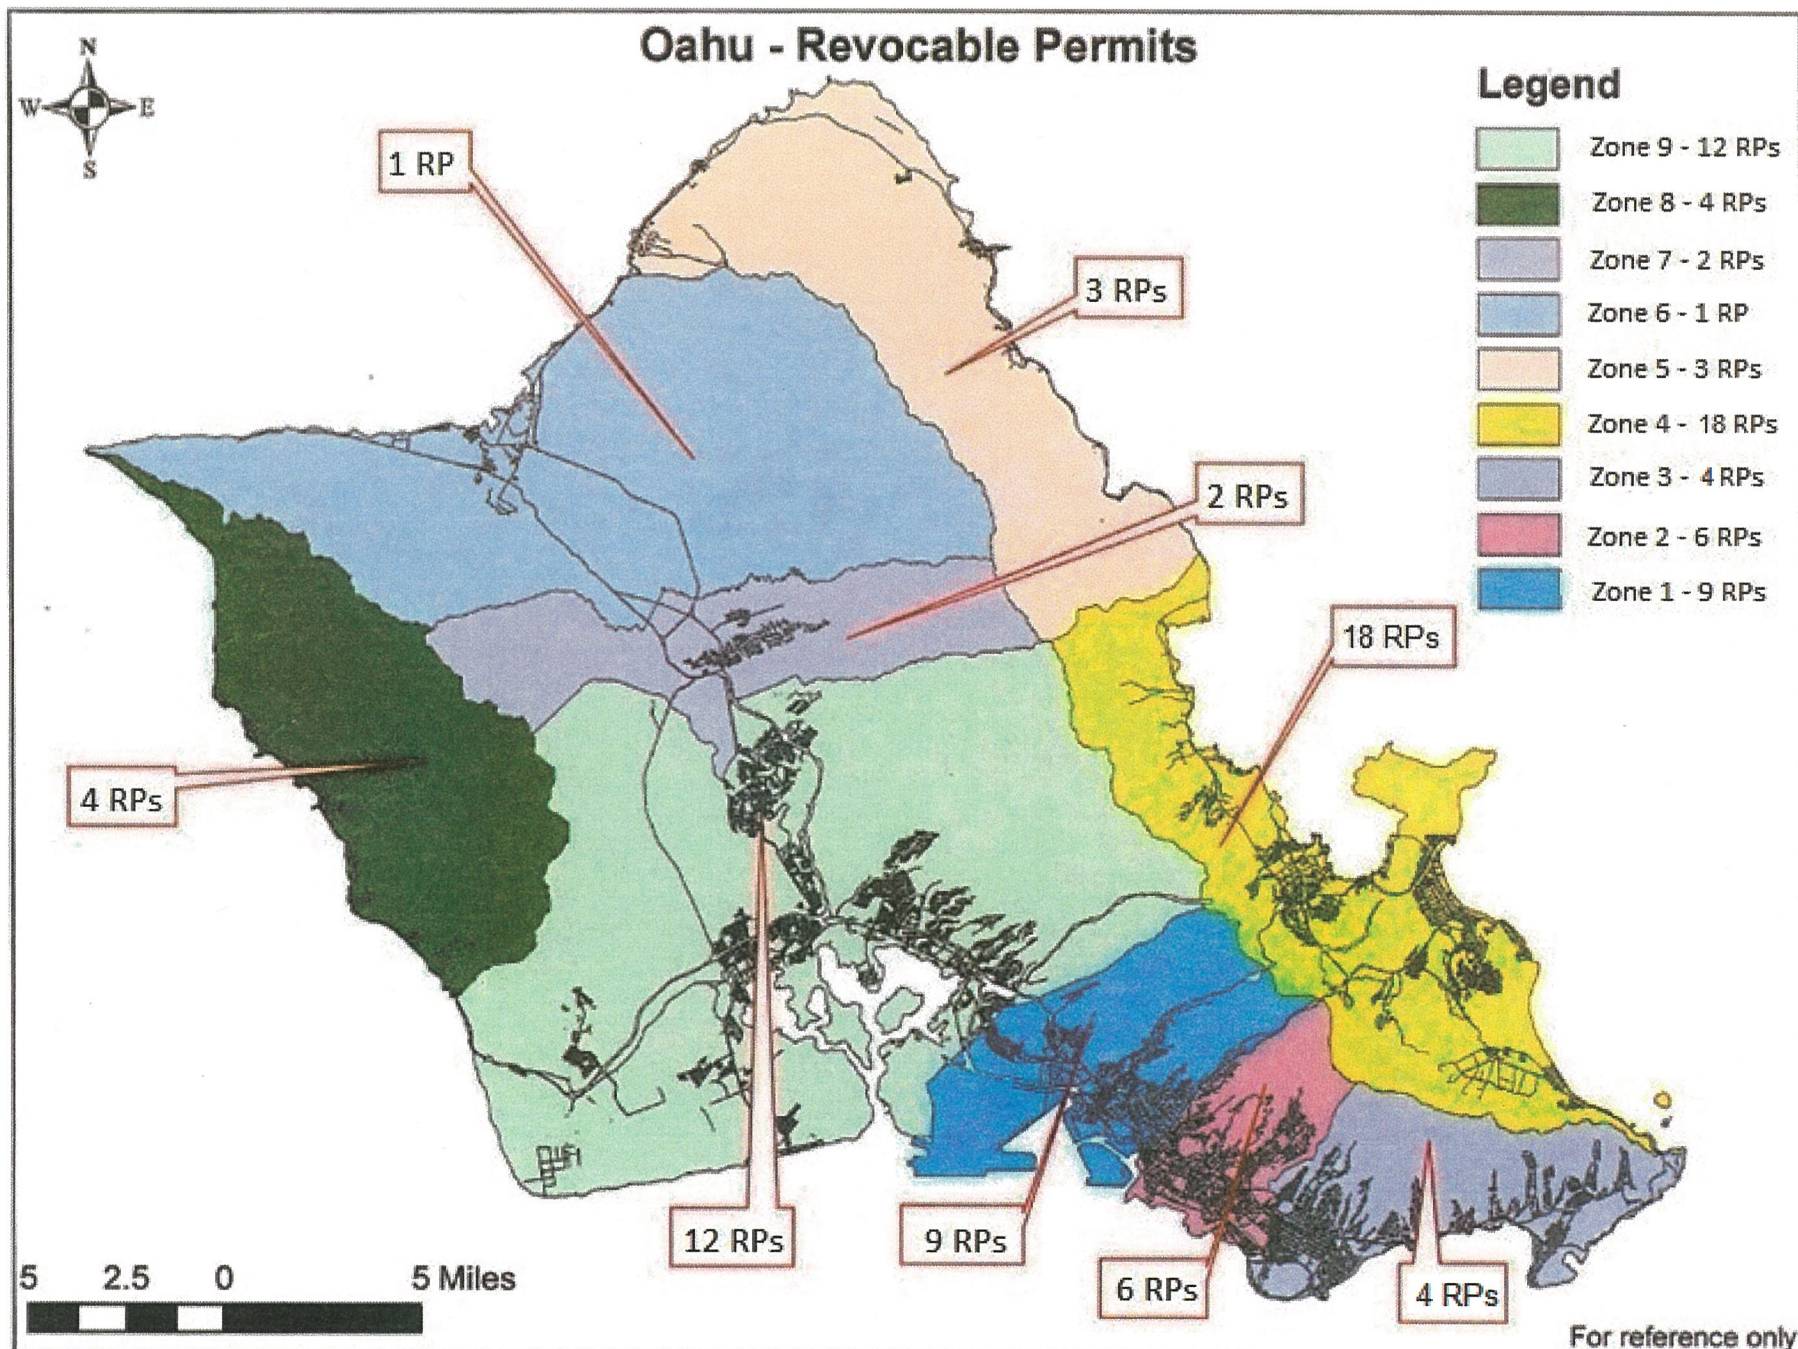 Oahu - Revocable Permits
N
W E
S
Legend
Zone 9 - 12 RPs
Zone 8 - 4 RPs
Zone 7 - 2 RPs
Zone 6 - 1 RP
Zone 5 - 3 RPs
Zone 4 - 18 RPs
Zone 3 - 4 RPs
Zone 2 - 6 RPs
Zone 1 - 9 RPs
1 RP
3 RPs
2 RPs
18 RPs
4 RPs
12 RPs
9 RPs
6 RPs
4 RPs
5 2.5 0 5 Miles
For reference only